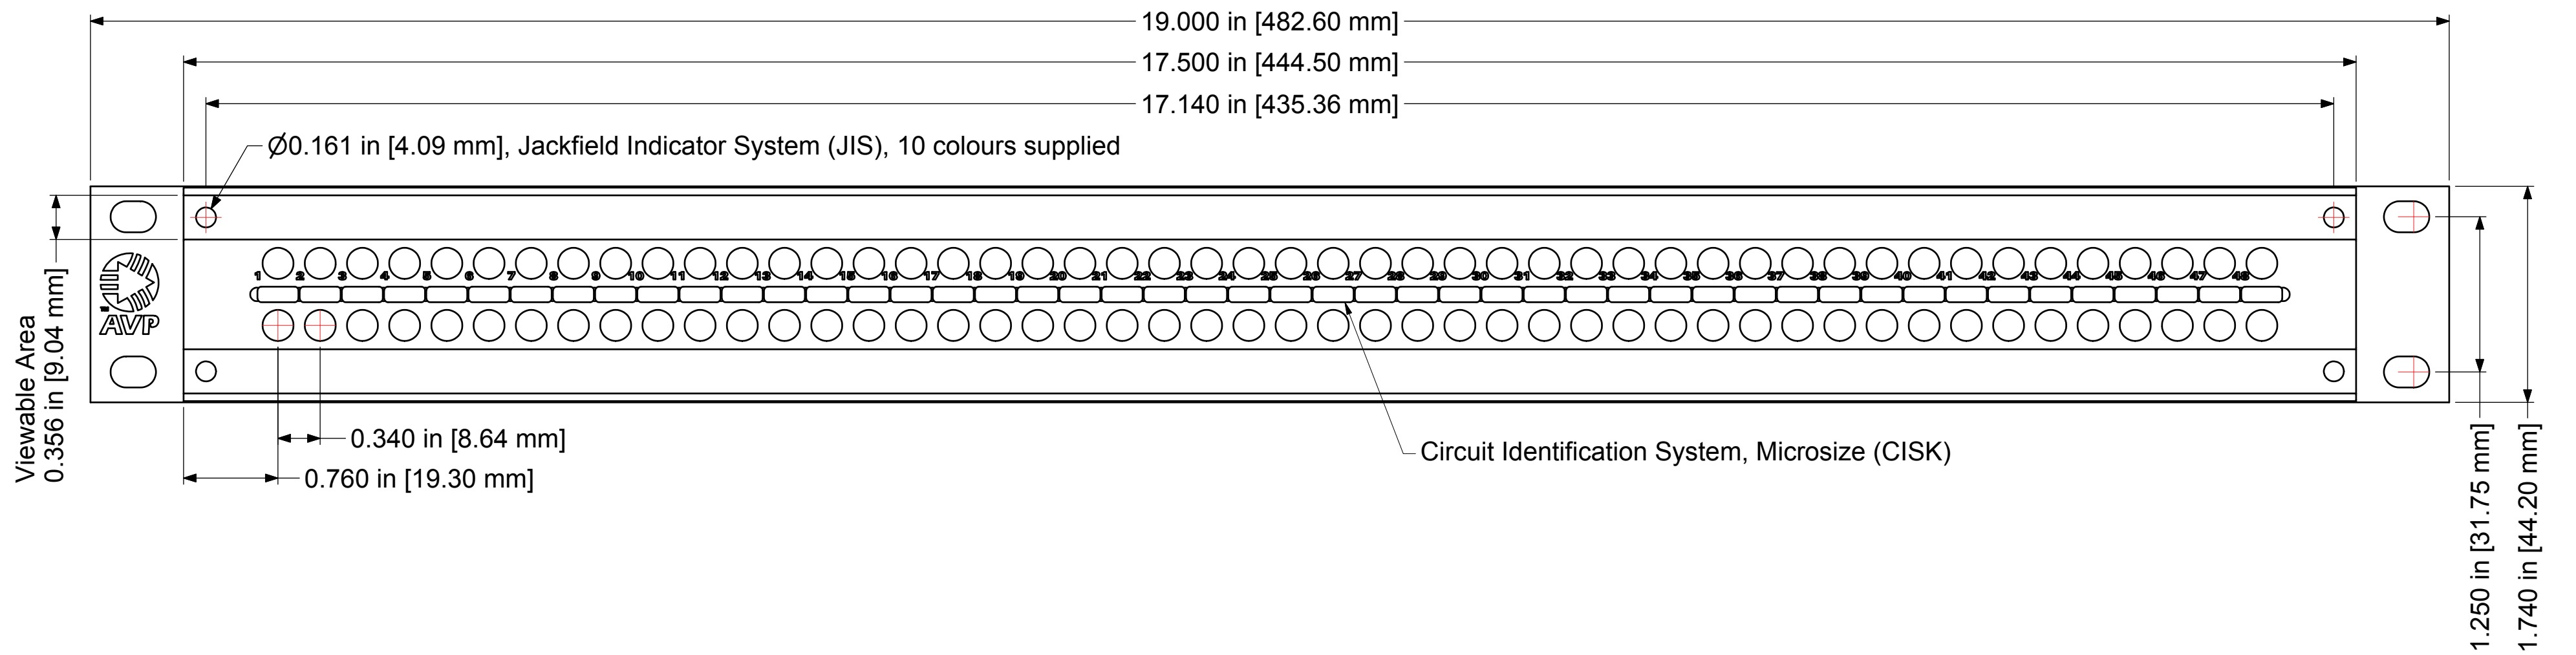 19.000 in [482.60 mm]
17.500 in [444.50 mm]
17.140 in [435.36 mm]
Ø0.161 in [4.09 mm], Jackfield Indicator System (JIS), 10 colours supplied
1 2 3 4 5 6 7 8 9 10 11 12 13 14 15 16 17 18 19 20 21 22 23 24 25 26 27 28 29 30 31 32 33 34 35 36 37 38 39 40 41 42 43 44 45 46 47 48
AVP
Viewable Area
0.356 in [9.04 mm]
0.340 in [8.64 mm]
0.760 in [19.30 mm]
Circuit Identification System, Microsize (CISK)
1.250 in [31.75 mm]
1.740 in [44.20 mm]